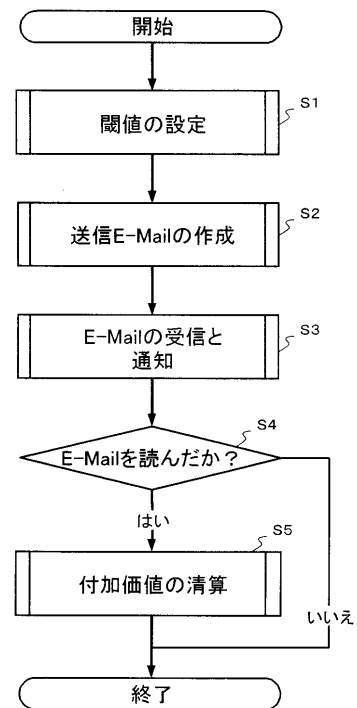 開始
S1
閾値の設定
S2
送信E-Mailの作成
S3
E-Mailの受信と
通知
S4
E-Mailを読んだか？
はい
S5
付加価値の清算
いいえ
終了